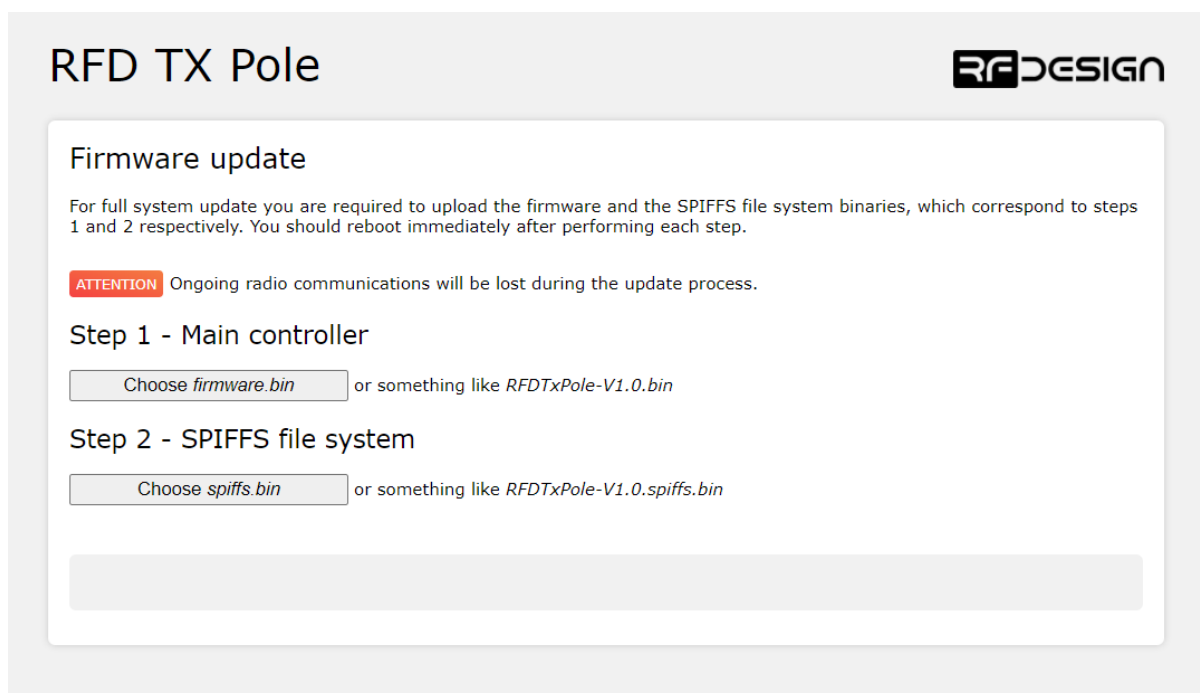 RFD TX Pole
RFDESIGN
Firmware update
For full system update you are required to upload the firmware and the SPIFFS file system binaries, which correspond to steps
1 and 2 respectively. You should reboot immediately after performing each step.
ATTENTION Ongoing radio communications will be lost during the update process.
Step 1 - Main controller
Choose firmware.bin or something like RFDTxPole-V1.0.bin
Step 2 - SPIFFS file system
Choose spiffs.bin or something like RFDTxPole-V1.0.spiffs.bin